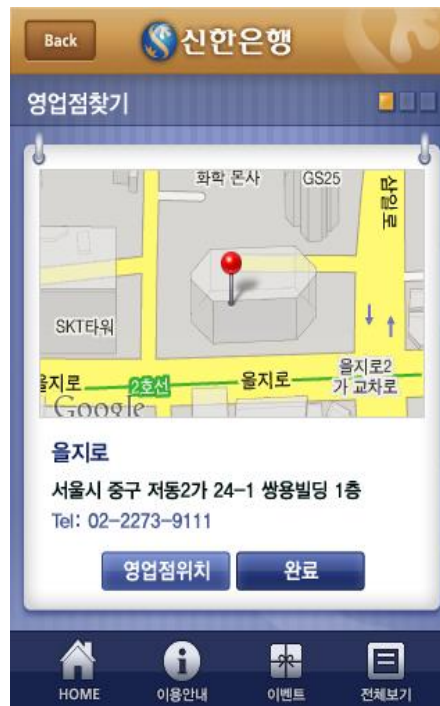 Back
신한은행
영업점찾기
화학 본사
GS25
삼일로
SKT타워
을지로
2호선
을지로
을지로2
가 교차로
Google
을지로
서울시 중구 저동2가 24-1 쌍용빌딩 1층
Tel: 02-2273-9111
영업점위치
완료
HOME
이용안내
이벤트
전체보기